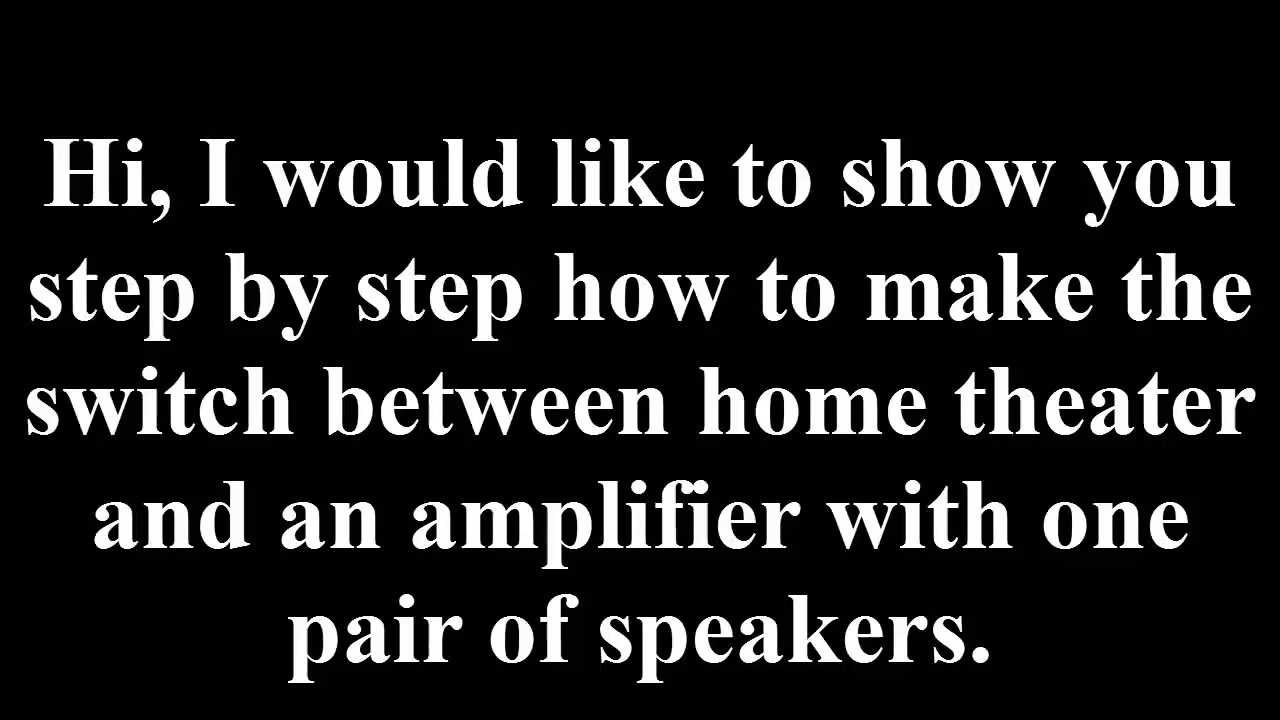 Hi, I would like to show you
step by step how to make the
switch between home theater
and an amplifier with one
pair of speakers.